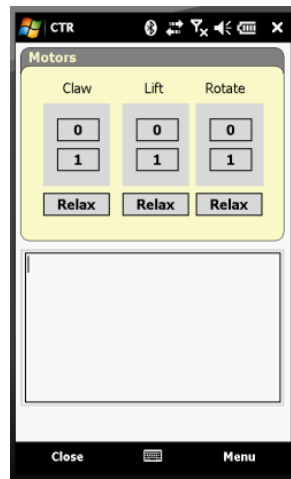 CTR
Motors
Claw Lift Rotate
0 0 0
1 1 1
Relax Relax Relax
Close Menu